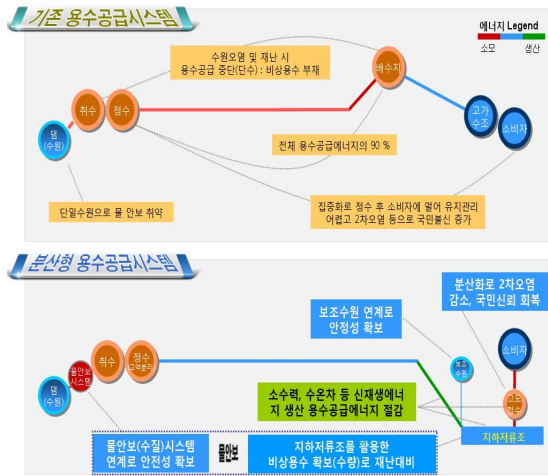 기존 용수공급시스템
에너지 Legend
소모 생산
수원오염 및 재난 시
용수공급 중단(단수) : 비상용수 부재
배수지
취수
정수
댐
(수원)
고가
수조
소비자
전체 용수공급에너지의 90 %
단일수원으로 물 안보 취약
집중화로 정수 후 소비자에 멀어 유지관리
어렵고 2차오염 등으로 국민불신 증가
분산형 용수공급시스템
분산화로 2차오염
감소, 국민신뢰 회복
보조수원 연계로
안정성 확보
취수
정수
소비자
댐
(수원)
물안보
시스템
보조
수원
정수
소수력, 수온차 등 신재생에너
지 생산 용수공급에너지 절감
지하저류조
물안보(수질)시스템
연계로 안전성 확보
물안보
지하저류조를 활용한
비상용수 확보(수량)로 재난대비